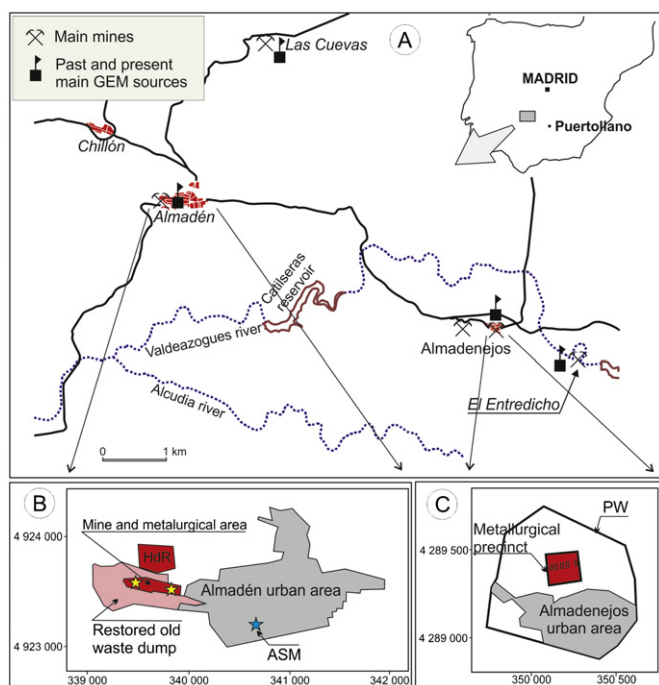 Main mines
Past and present
main GEM sources
Las Cuevas
A
MADRID
Puertollano
Chillón
Almadén
Catilseras
reservoir
Valdeazogues river
Almadenejos
Alcudia river
El Entredicho
0 1 km
B
4 924 000
Mine and metalurgical area
HdR
Almadén urban area
Restored old
waste dump
ASM
4 923 000
339 000 340 000 341 000 342 000
C
PW
Metallurgical
precinct
4 289 500
Almadenejos
urban area
4 289 000
350 000 350 500